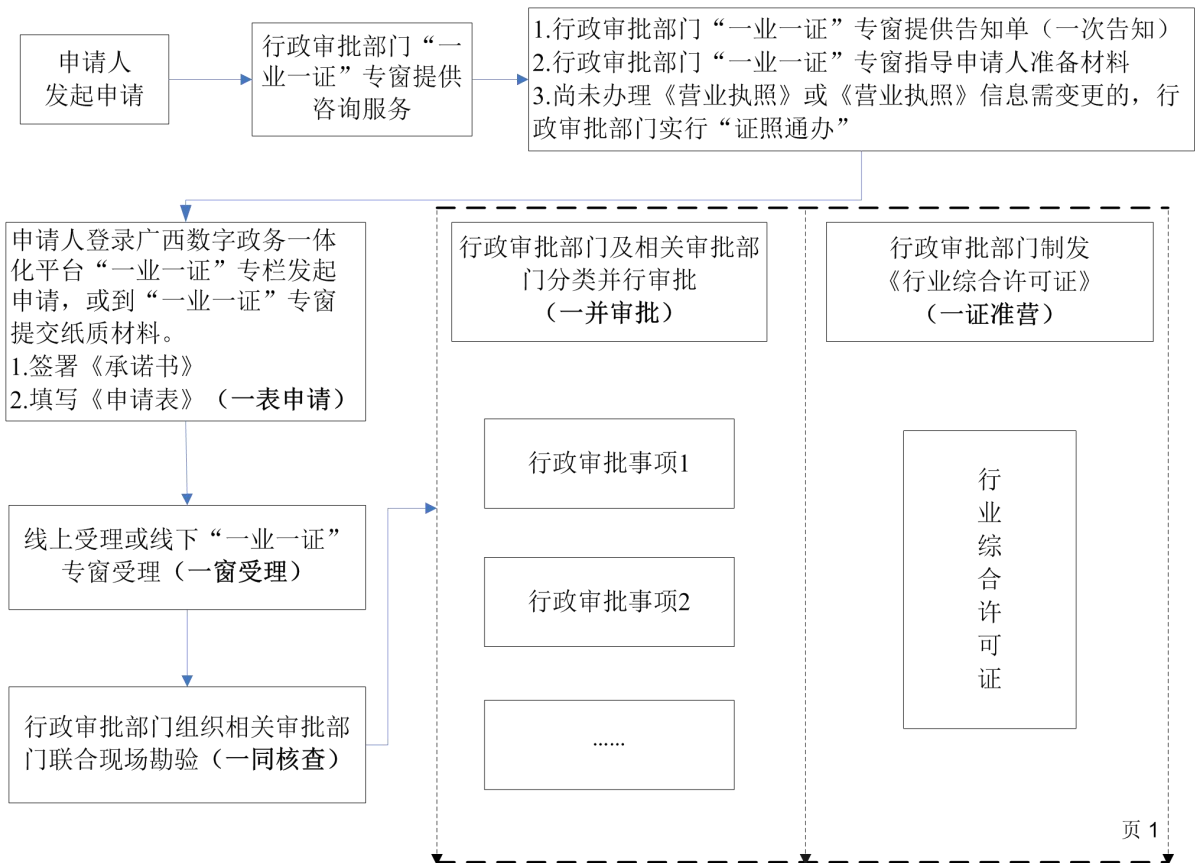 申请人
发起申请
行政审批部门“一
业一证”专窗提供
咨询服务
1.行政审批部门“一业一证”专窗提供告知单（一次告知）
2.行政审批部门“一业一证”专窗指导申请人准备材料
3.尚未办理《营业执照》或《营业执照》信息需变更的，行
政审批部门实行“证照通办”
申请人登录广西数字政务一体
化平台“一业一证”专栏发起
申请，或到“一业一证”专窗
提交纸质材料。
1.签署《承诺书》
2.填写《申请表》（一表申请）
线上受理或线下“一业一证”
专窗受理（一窗受理）
行政审批部门组织相关审批部
门联合现场勘验（一同核查）
行政审批部门及相关审批部
门分类并行审批
（一并审批）
行政审批事项1
行政审批事项2
......
行政审批部门制发
《行业综合许可证》
（一证准营）
行
业
综
合
许
可
证
页 1